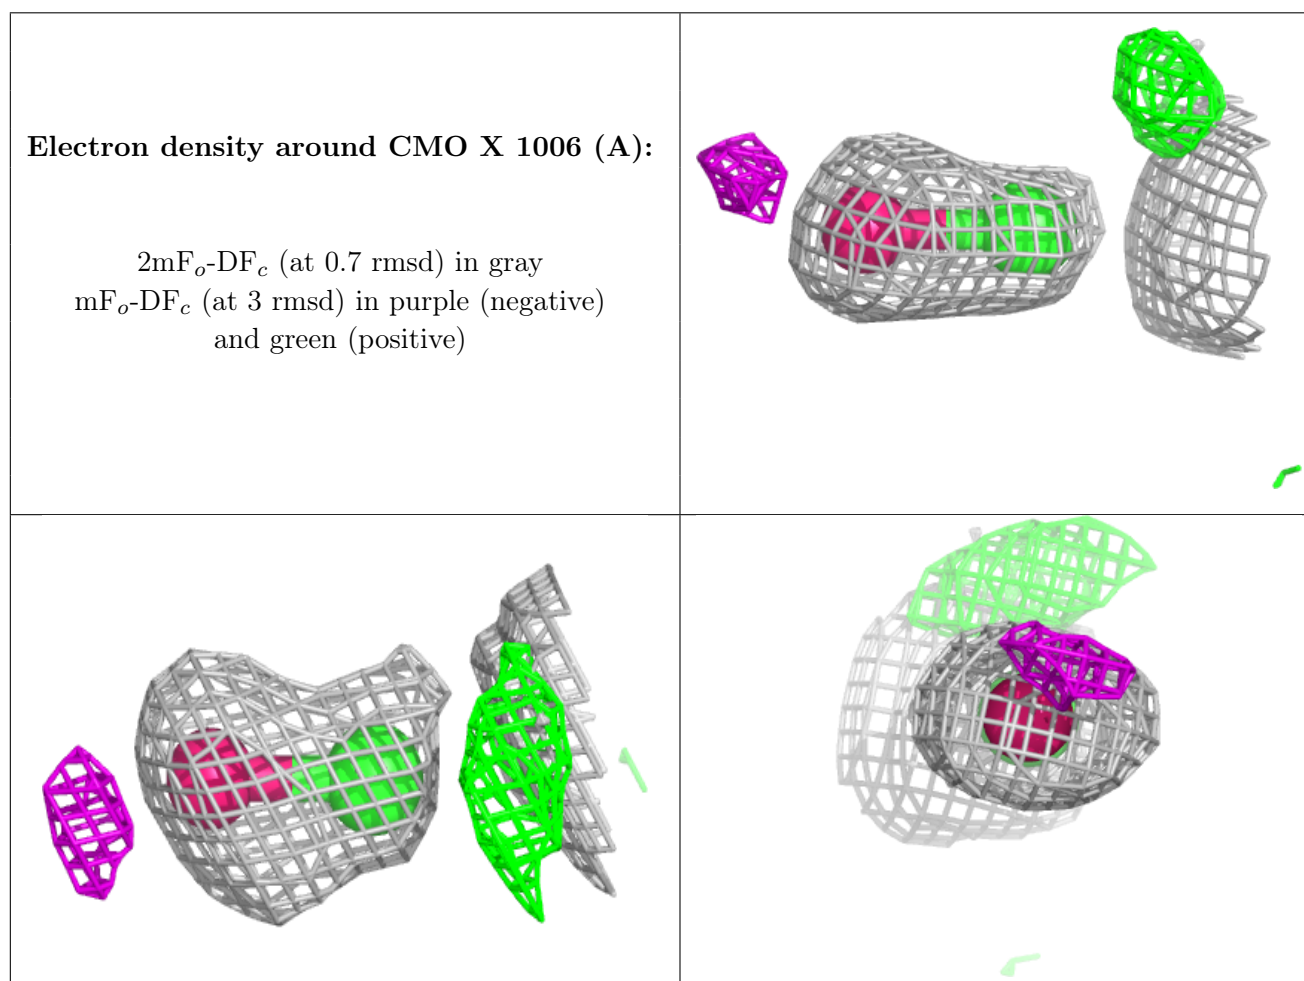 Electron density around CMO X 1006 (A):
2mFo-DFc (at 0.7 rmsd) in gray
mFo-DFc (at 3 rmsd) in purple (negative)
and green (positive)